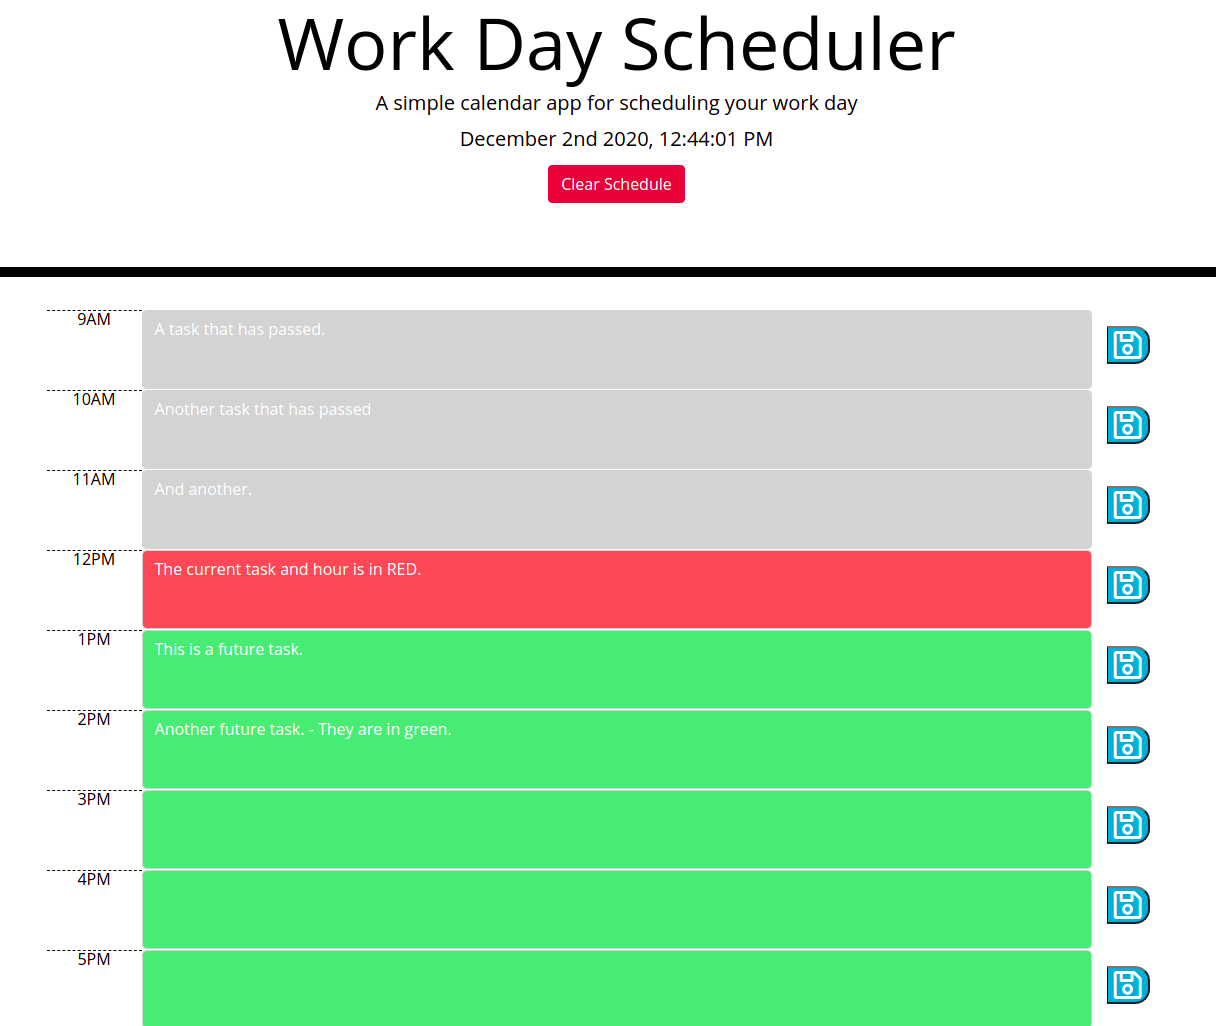 Work Day Scheduler
A simple calendar app for scheduling your work day
December 2nd 2020, 12:44:01 PM
Clear Schedule
9AM
A task that has passed.
10AM
Another task that has passed
11AM
And another.
12PM
The current task and hour is in RED.
1PM
This is a future task.
2PM
Another future task. - They are in green.
3PM
4PM
5PM